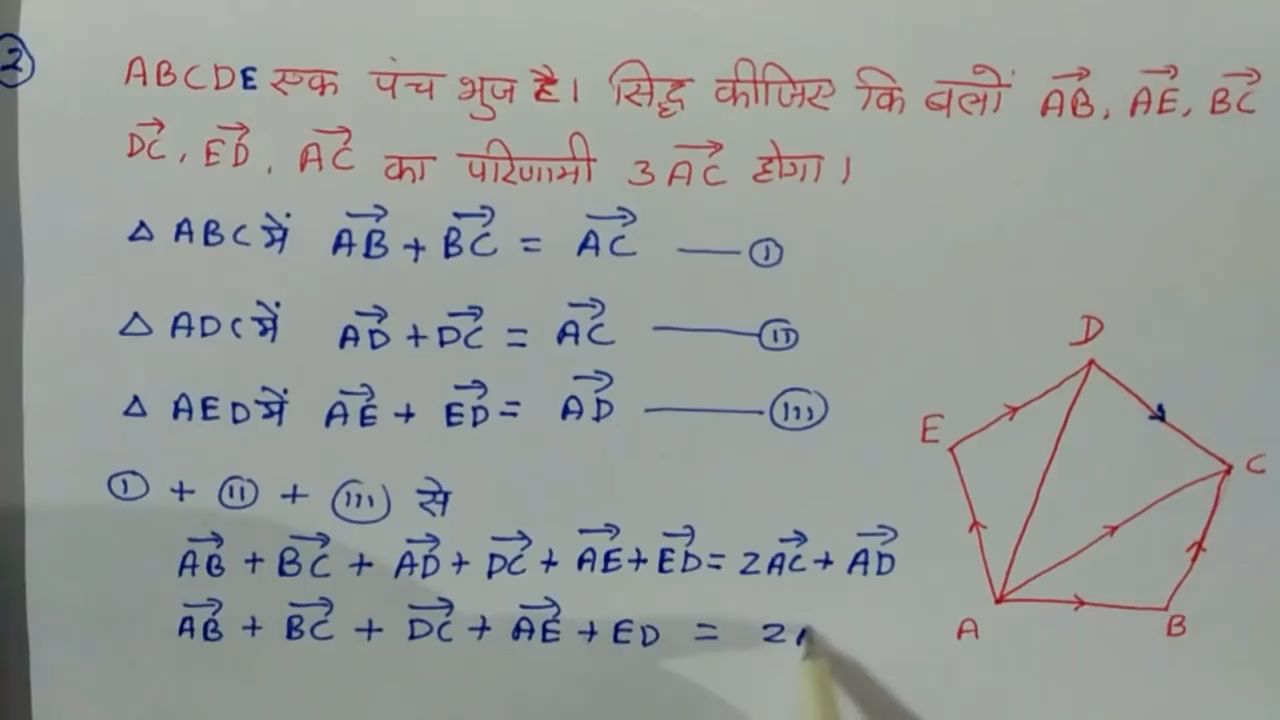 2
ABCDE एक पंच भुज है। सिद्ध कीजिए कि बलों AB→, AE→, BC→
DC→, ED→, AC→ का परिणामी 3AC→ होगा।
△ ABC में AB→ + BC→ = AC→ — I
△ ADC में AD→ + DC→ = AC→ — II
△ AED में AE→ + ED→ = AD→ — III
I + II + III से
AB→ + BC→ + AD→ + DC→ + AE→ + ED→ = 2AC→ + AD→
AB→ + BC→ + DC→ + AE→ + ED = 2
D
E
C
A
B